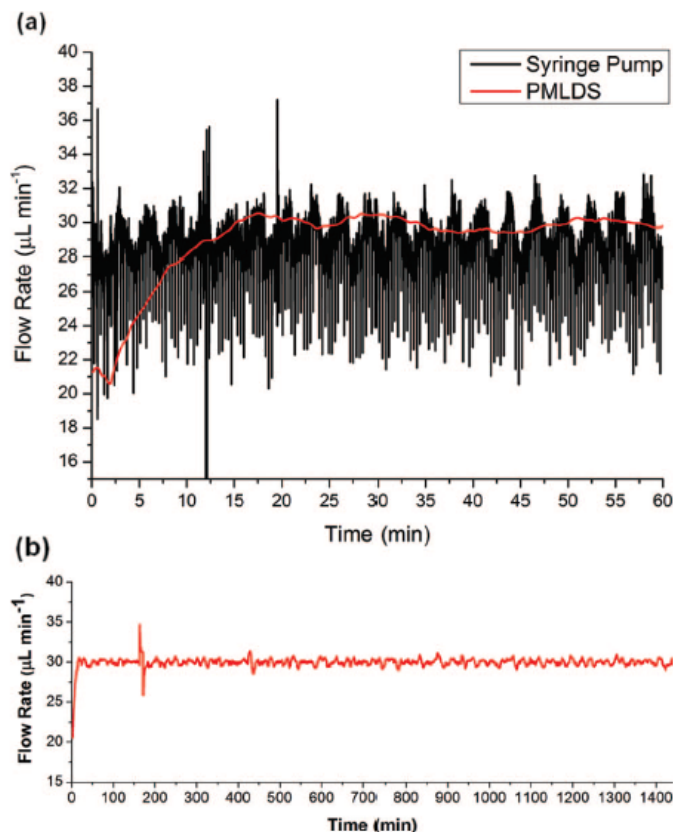 (a)
Syringe Pump
PMLDS
40
38
36
34
32
30
28
26
24
22
20
18
16
Flow Rate (µL min⁻¹)
0 5 10 15 20 25 30 35 40 45 50 55 60
Time (min)
(b)
40
35
30
25
20
15
Flow Rate (µL min⁻¹)
0 100 200 300 400 500 600 700 800 900 1000 1100 1200 1300 1400
Time (min)